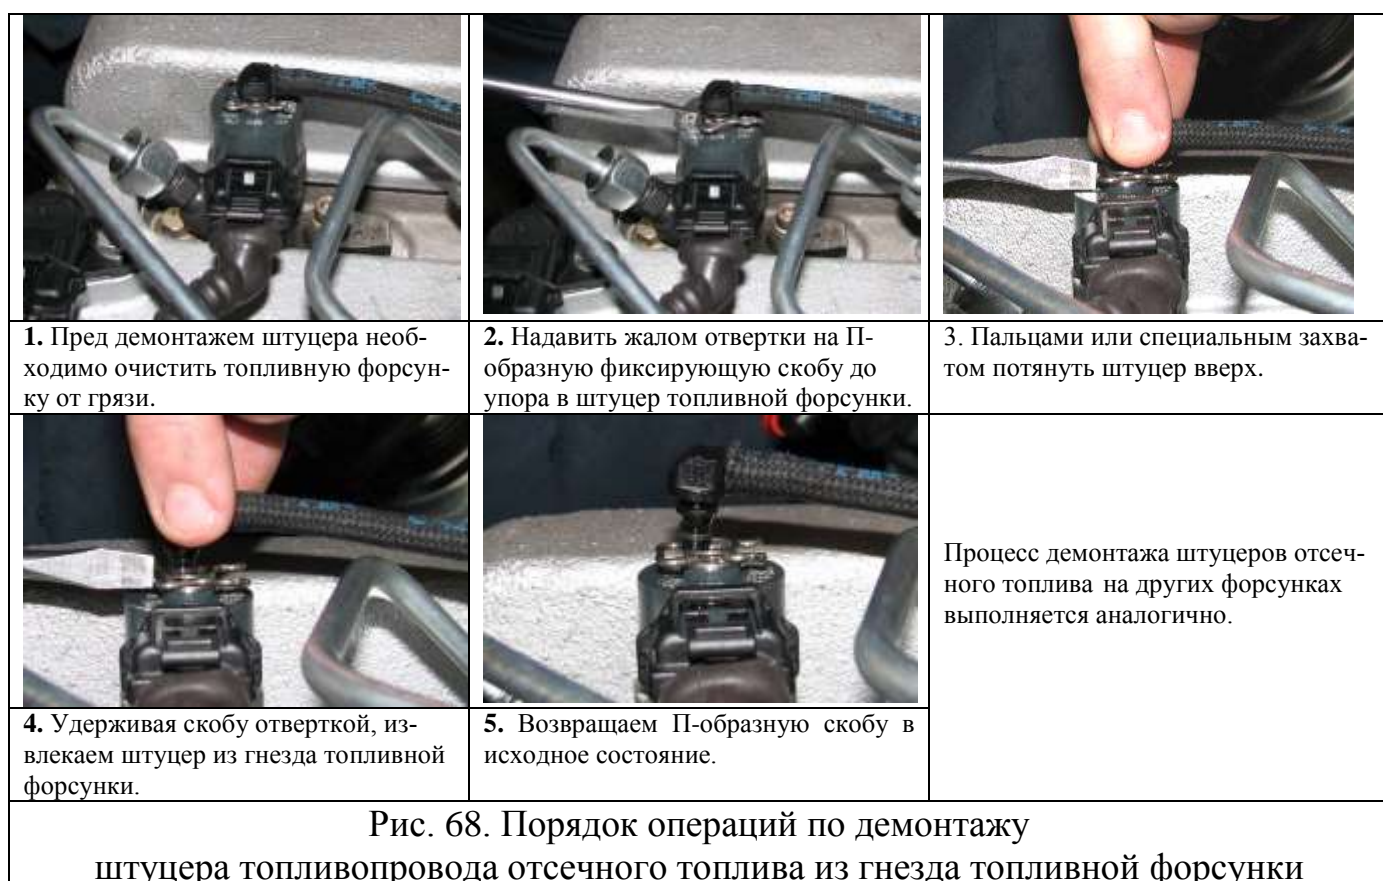 1. Пред демонтажем штуцера необ-
ходимо очистить топливную форсун-
ку от грязи.
2. Надавить жалом отвертки на П-
образную фиксирующую скобу до
упора в штуцер топливной форсунки.
3. Пальцами или специальным захва-
том потянуть штуцер вверх.
4. Удерживая скобу отверткой, из-
влекаем штуцер из гнезда топливной
форсунки.
5. Возвращаем П-образную скобу в
исходное состояние.
Процесс демонтажа штуцеров отсеч-
ного топлива на других форсунках
выполняется аналогично.
Рис. 68. Порядок операций по демонтажу
штуцера топливопровода отсечного топлива из гнезда топливной форсунки